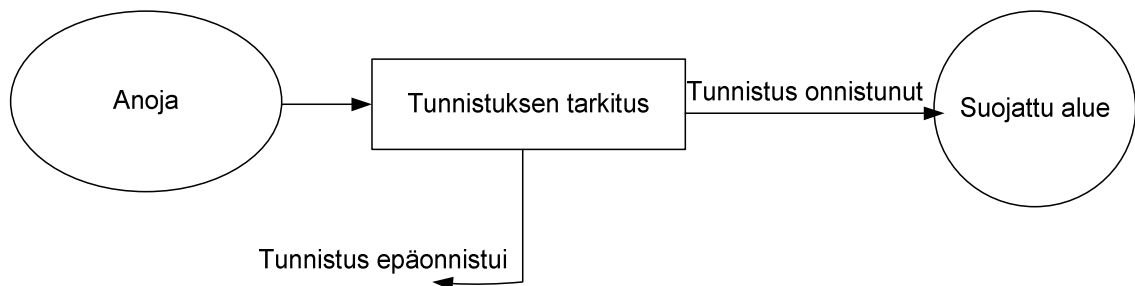 Anoja
Tunnistuksen tarkitus
Tunnistus onnistunut
Suojattu alue
Tunnistus epäonnistui